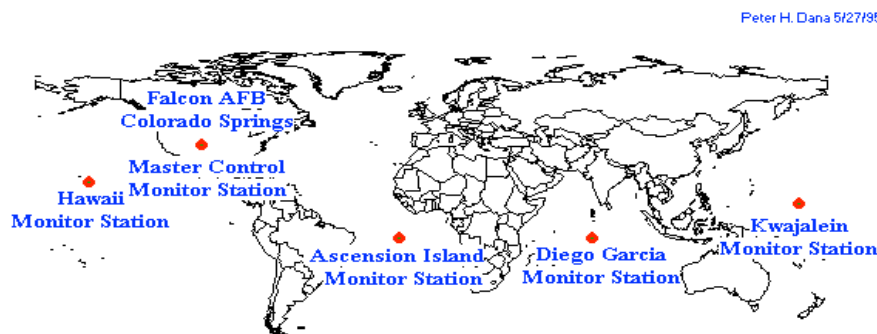 Peter H. Dana 5/27/95
Falcon AFB
Colorado Springs
Master Control
Monitor Station
Hawaii
Monitor Station
Ascension Island
Monitor Station
Diego Garcia
Monitor Station
Kwajalein
Monitor Station